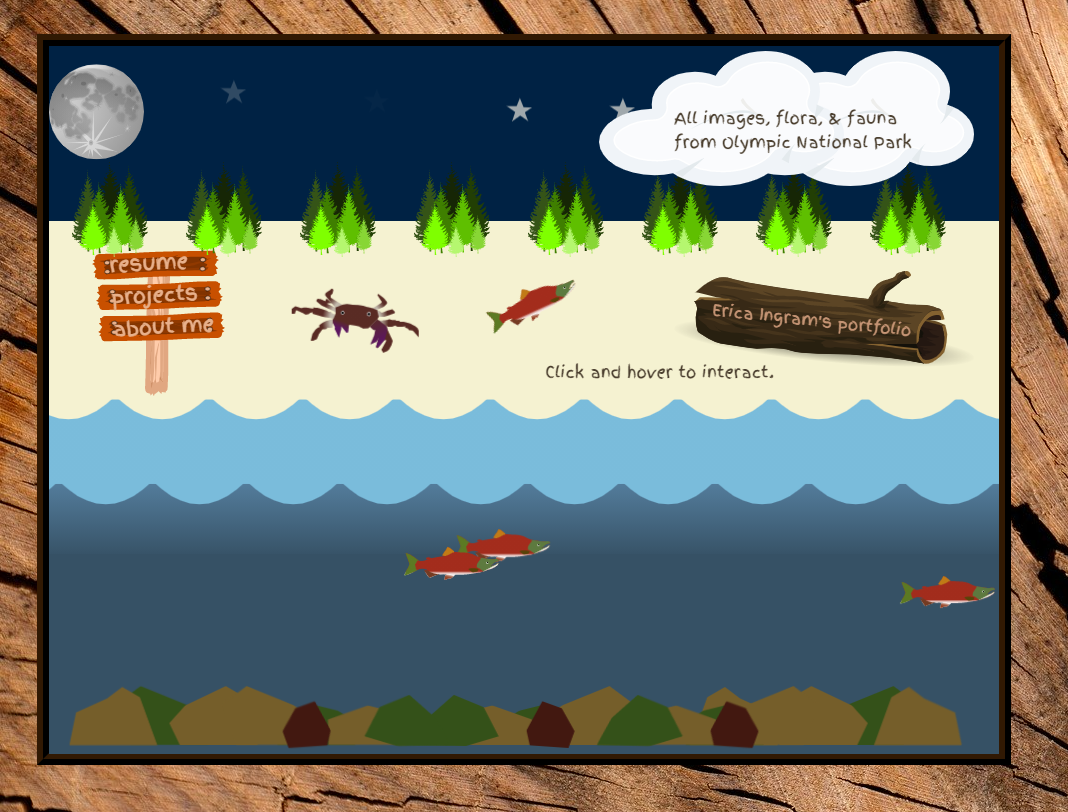 All images, flora, & fauna
from Olympic National Park
:resume :
projects :
about me
Erica Ingram's portfolio
Click and hover to interact.